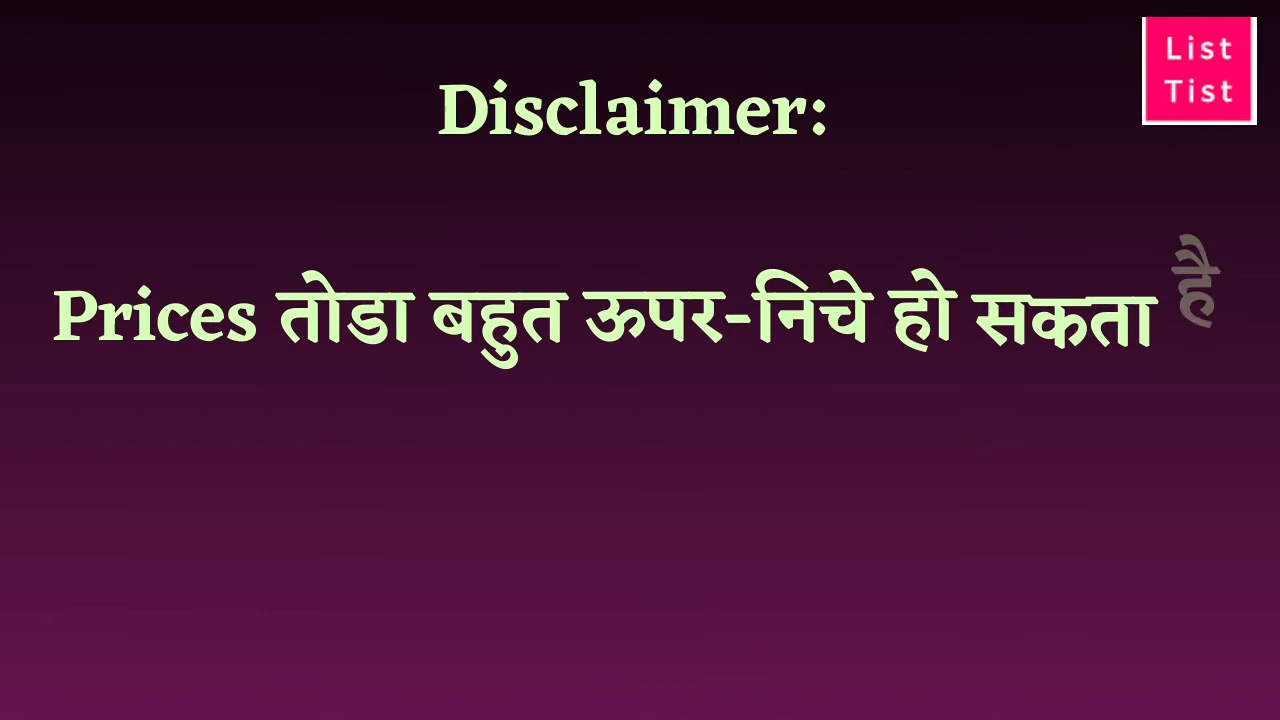 List
Tist
Disclaimer:
Prices तोडा बहुत ऊपर-निचे हो सकता है